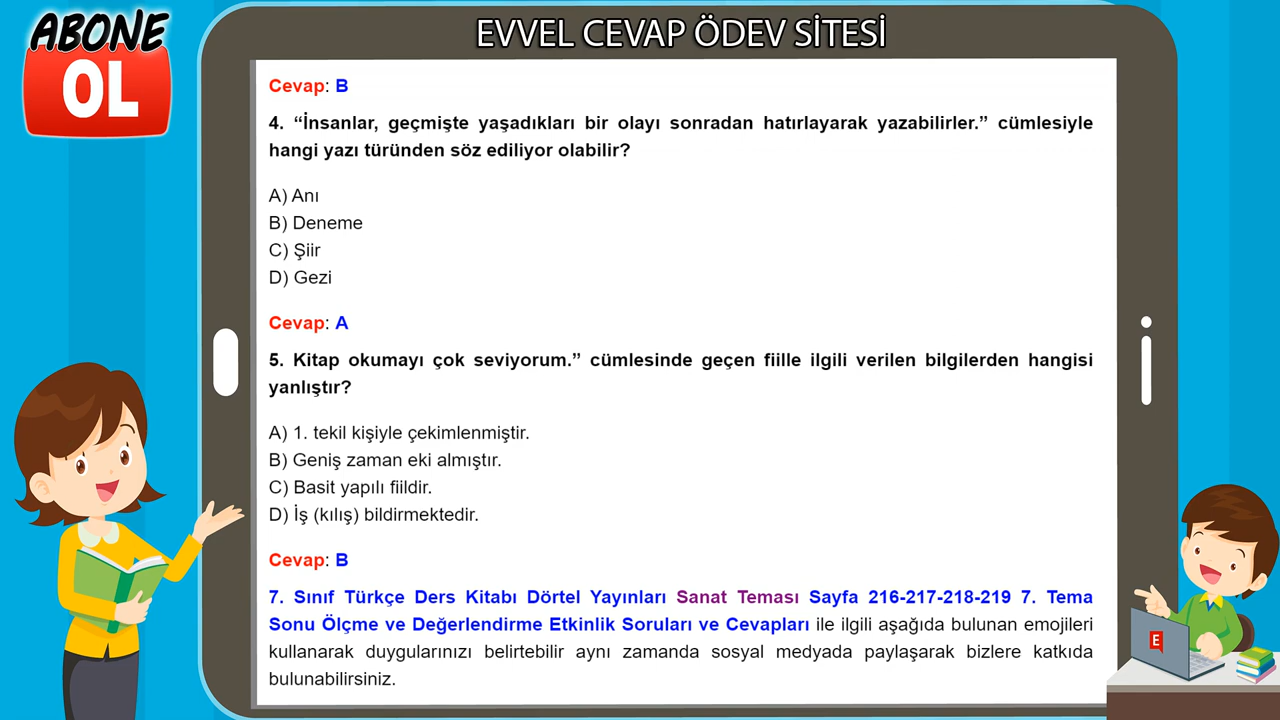 ABONE
OL
EVVEL CEVAP ÖDEV SİTESİ
Cevap: B
4. “İnsanlar, geçmişte yaşadıkları bir olayı sonradan hatırlayarak yazabilirler.” cümlesiyle
hangi yazı türünden söz ediliyor olabilir?
A) Anı
B) Deneme
C) Şiir
D) Gezi
Cevap: A
5. Kitap okumayı çok seviyorum.” cümlesinde geçen fiille ilgili verilen bilgilerden hangisi
yanlıştır?
A) 1. tekil kişiyle çekimlenmiştir.
B) Geniş zaman eki almıştır.
C) Basit yapılı fiildir.
D) İş (kılış) bildirmektedir.
Cevap: B
7. Sınıf Türkçe Ders Kitabı Dörtel Yayınları Sanat Teması Sayfa 216-217-218-219 7. Tema
Sonu Ölçme ve Değerlendirme Etkinlik Soruları ve Cevapları ile ilgili aşağıda bulunan emojileri
kullanarak duygularınızı belirtebilir aynı zamanda sosyal medyada paylaşarak bizlere katkıda
bulunabilirsiniz.
E